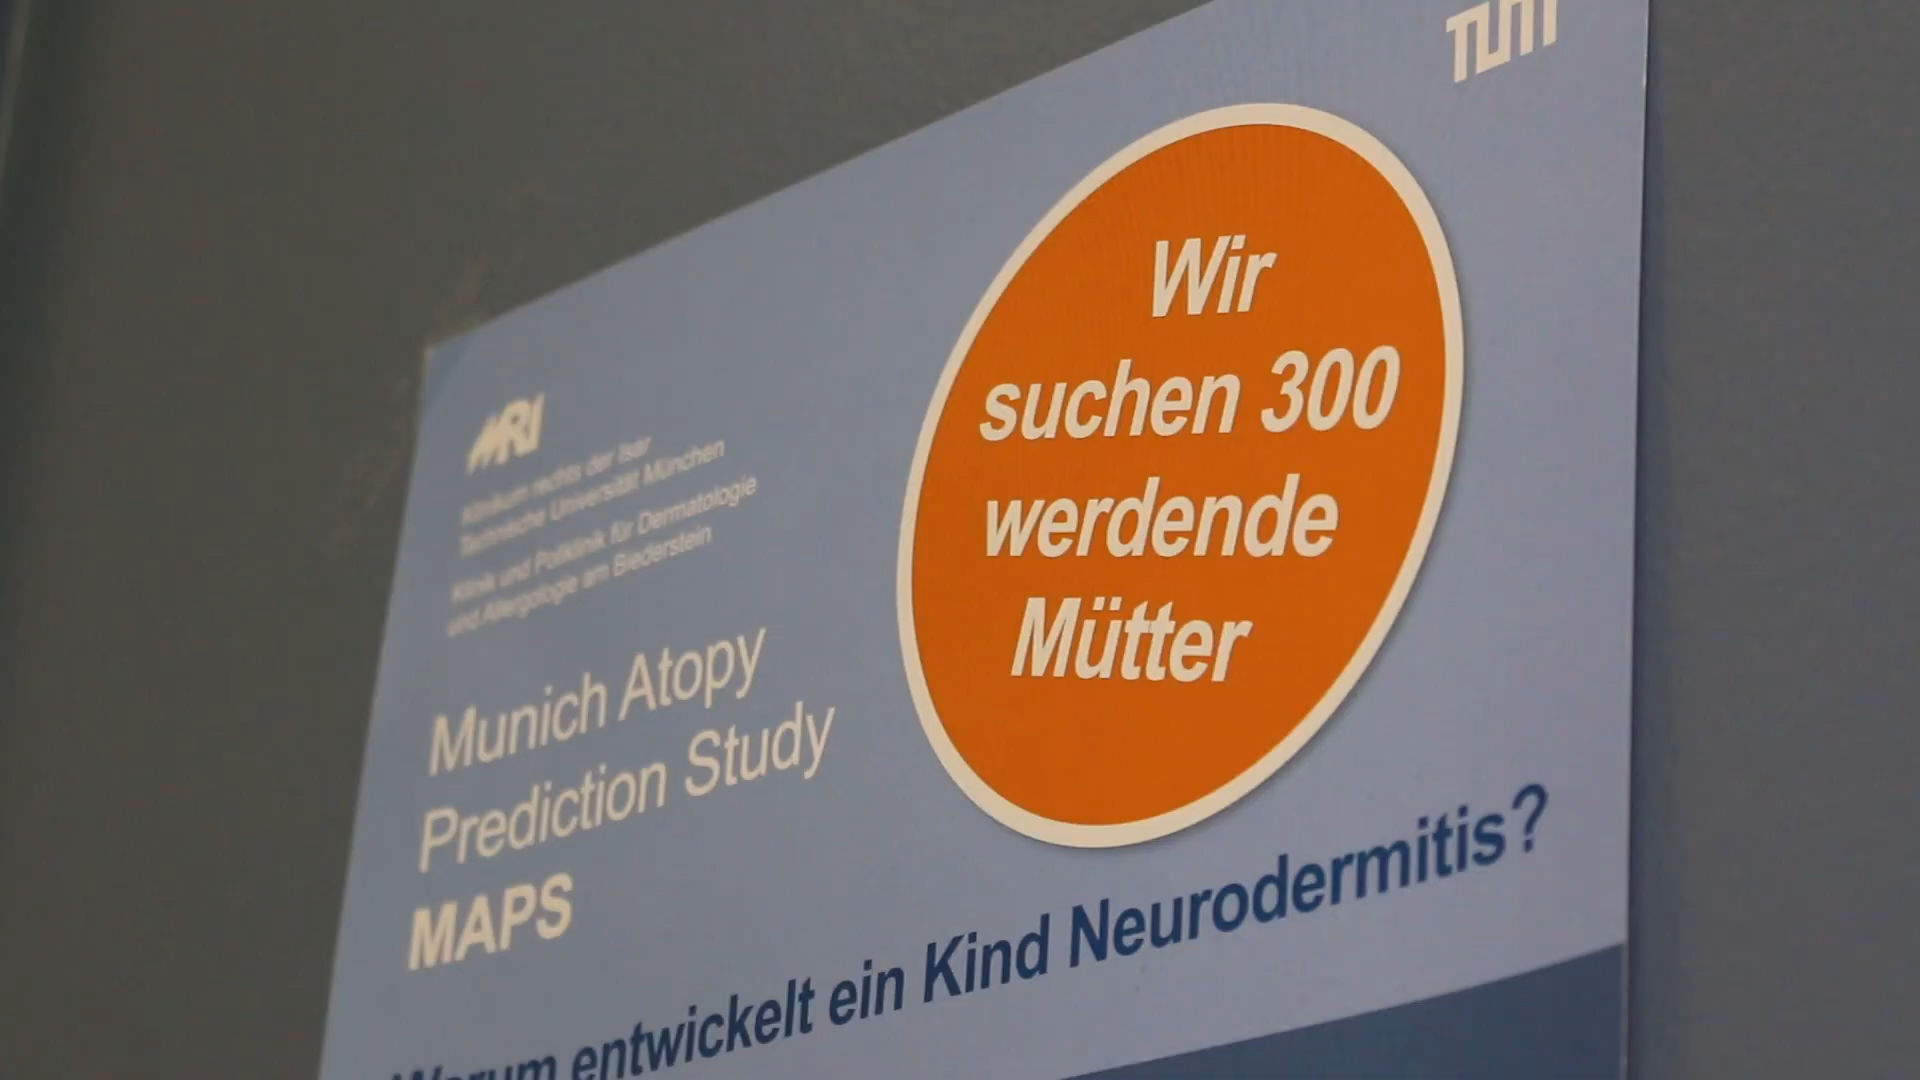 TUM
Wir
suchen 300
werdende
Mütter
MRI
Klinikum rechts der Isar
Technische Universität München
Klinik und Poliklinik für Dermatologie
und Allergologie am Biederstein
Munich Atopy
Prediction Study
MAPS
Warum entwickelt ein Kind Neurodermitis?